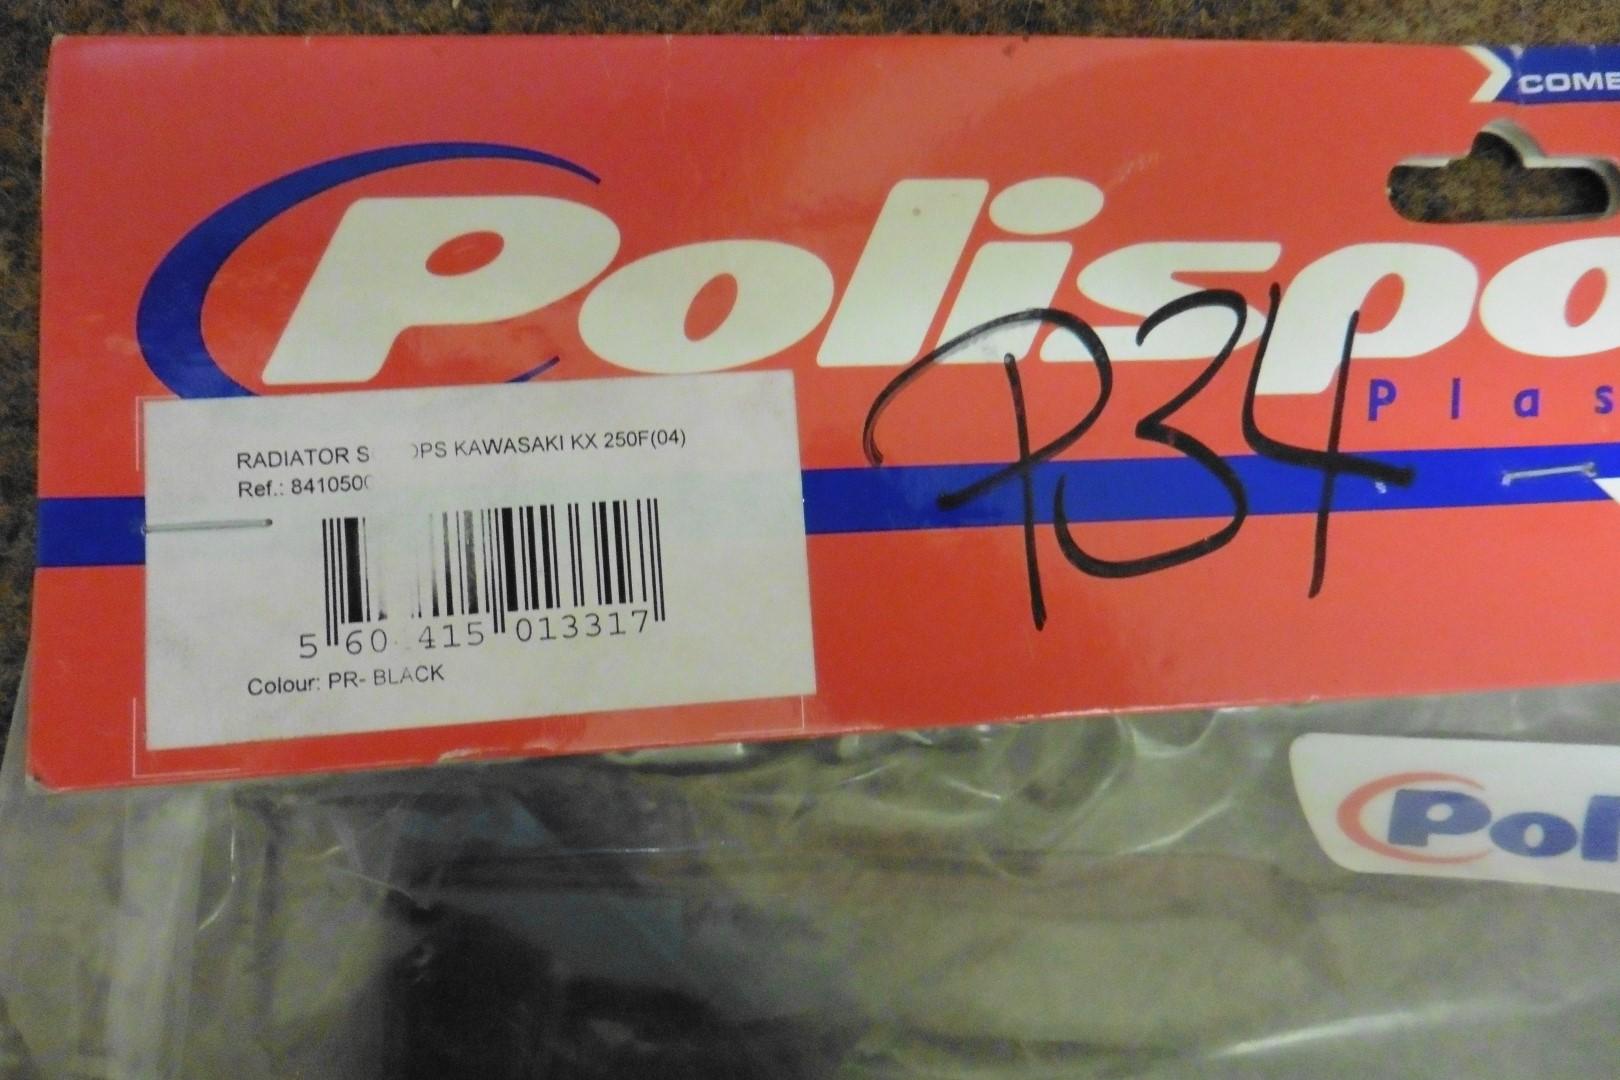 COME
Polispo
P34
Plas
RADIATOR S OPS KAWASAKI KX 250F(04)
Ref.: 841050
5 60 415 013317
Colour: PR- BLACK
Pol